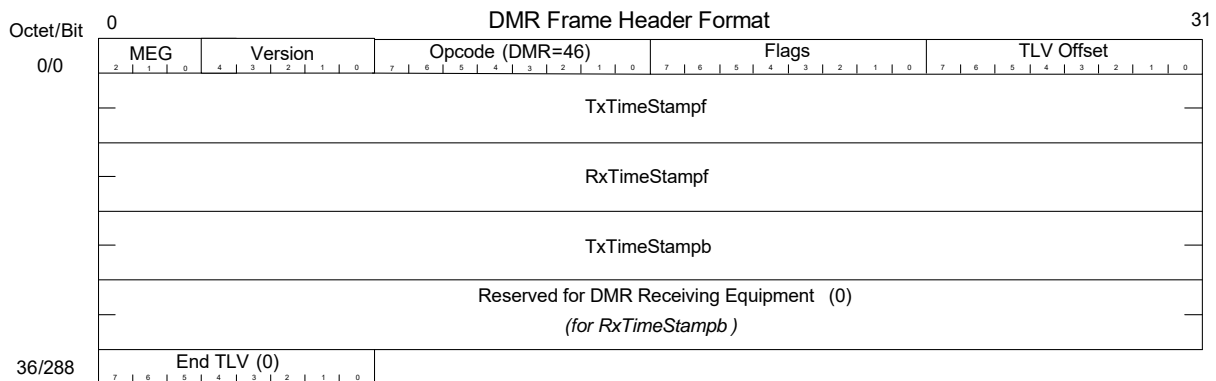 DMR Frame Header Format
Octet/Bit 0 31
MEG Version Opcode (DMR=46) Flags TLV Offset
0/0 2 1 0 4 3 2 1 0 7 6 5 4 3 2 1 0 7 6 5 4 3 2 1 0 7 6 5 4 3 2 1 0
TxTimeStampf
RxTimeStampf
TxTimeStampb
Reserved for DMR Receiving Equipment (0)
(for RxTimeStampb)
End TLV (0)
36/288 7 6 5 4 3 2 1 0